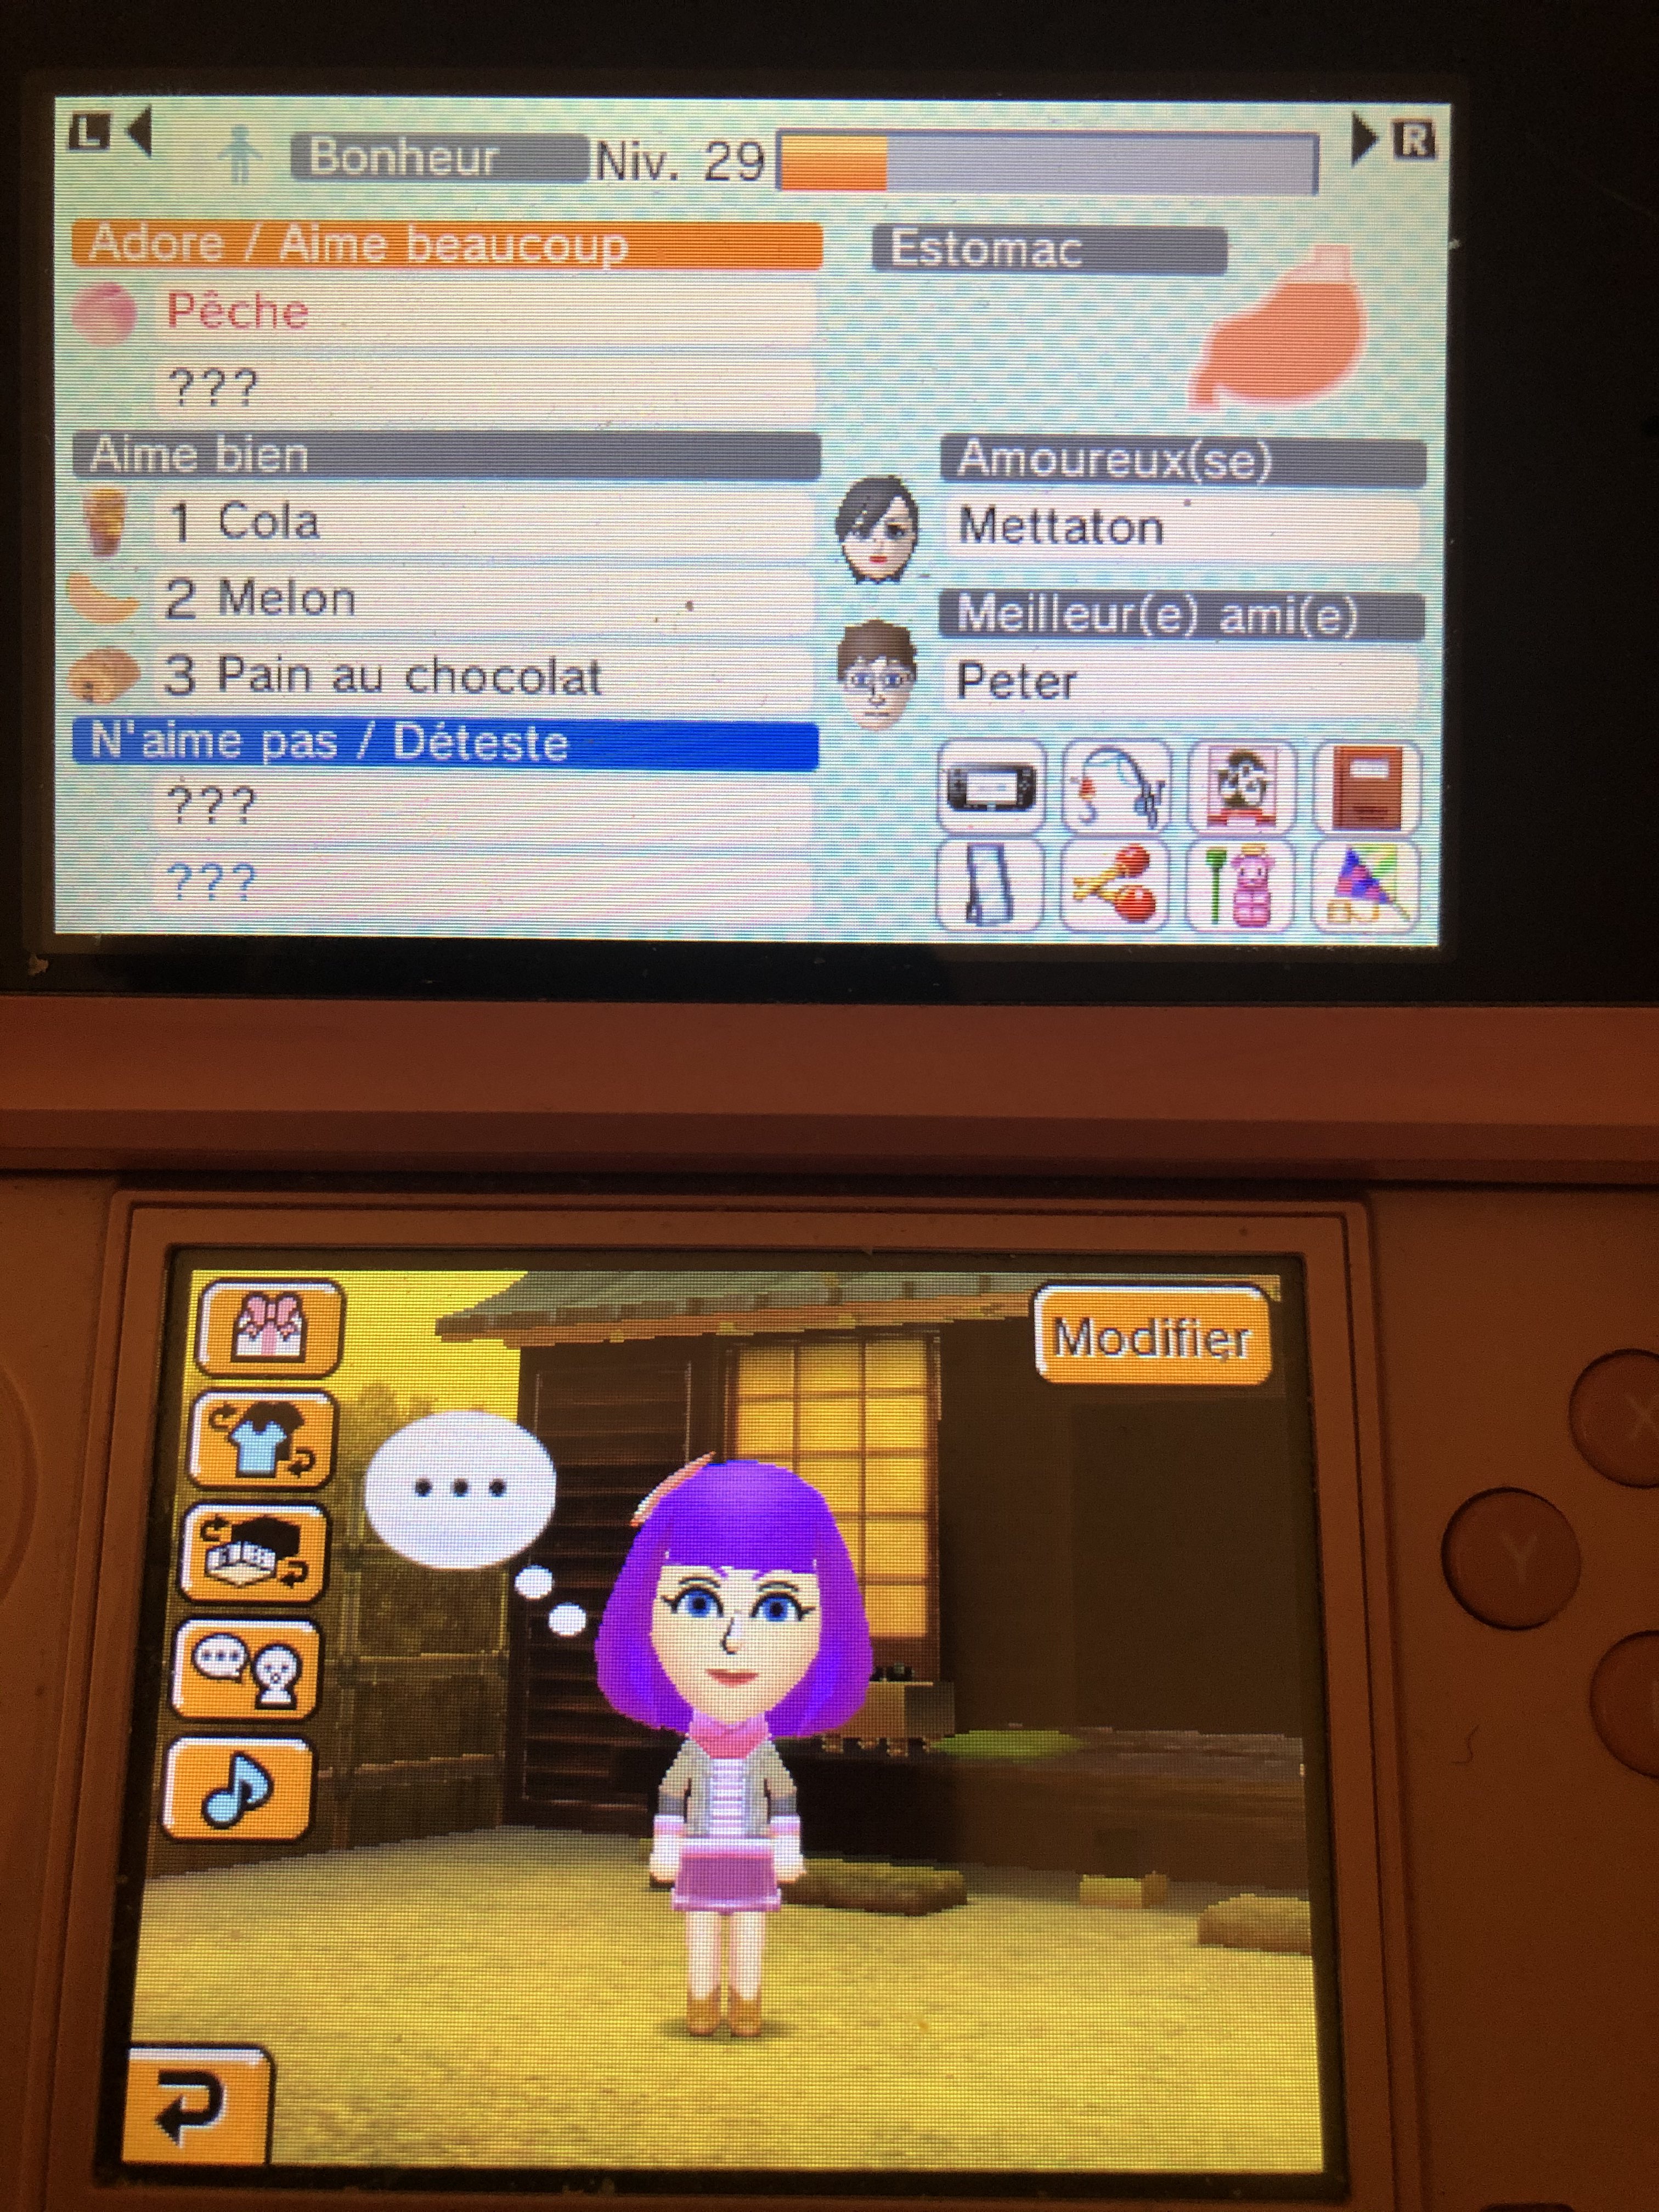 L
Bonheur
Niv. 29
R
Adore / Aime beaucoup
Pêche
???
Aime bien
1 Cola
2 Melon
3 Pain au chocolat
N'aime pas / Déteste
???
???
Estomac
Amoureux(se)
Mettaton
Meilleur(e) ami(e)
Peter
Modifier
...
X
Y